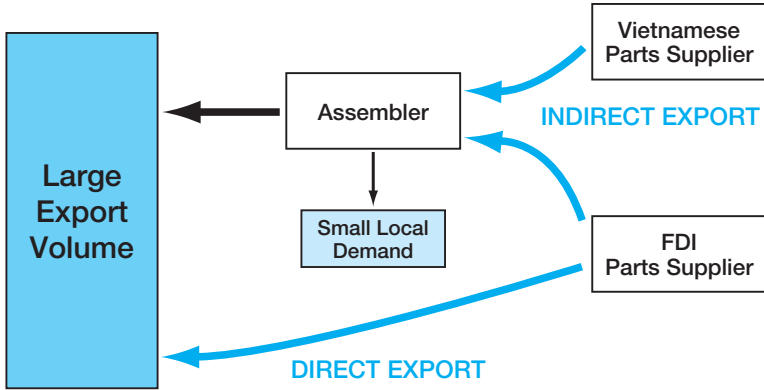 Vietnamese
Parts Supplier
Assembler
INDIRECT EXPORT
Large
Export
Volume
Small Local
Demand
FDI
Parts Supplier
DIRECT EXPORT